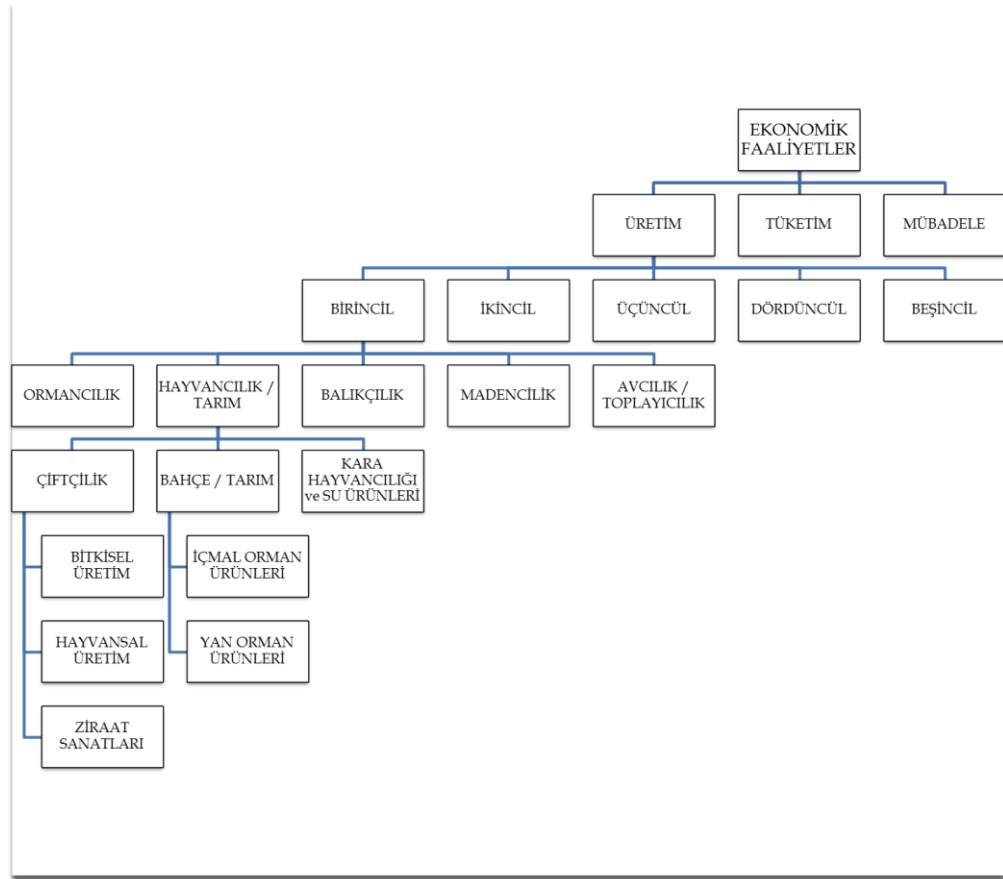 EKONOMİK
FAALİYETLER
ÜRETİM
TÜKETİM
MÜBADELE
BİRİNCİL
İKİNCİL
ÜÇÜNCÜL
DÖRDÜNCÜL
BEŞİNCİL
ORMANCILIK
HAYVANCILIK /
TARIM
BALIKÇILIK
MADENCİLİK
AVCILIK /
TOPLAYICILIK
ÇİFTÇİLİK
BAHÇE / TARIM
KARA
HAYVANCILIĞI
ve SU ÜRÜNLERİ
BİTKİSEL
ÜRETİM
İÇMAL ORMAN
ÜRÜNLERİ
HAYVANSAL
ÜRETİM
YAN ORMAN
ÜRÜNLERİ
ZİRAAT
SANATLARI